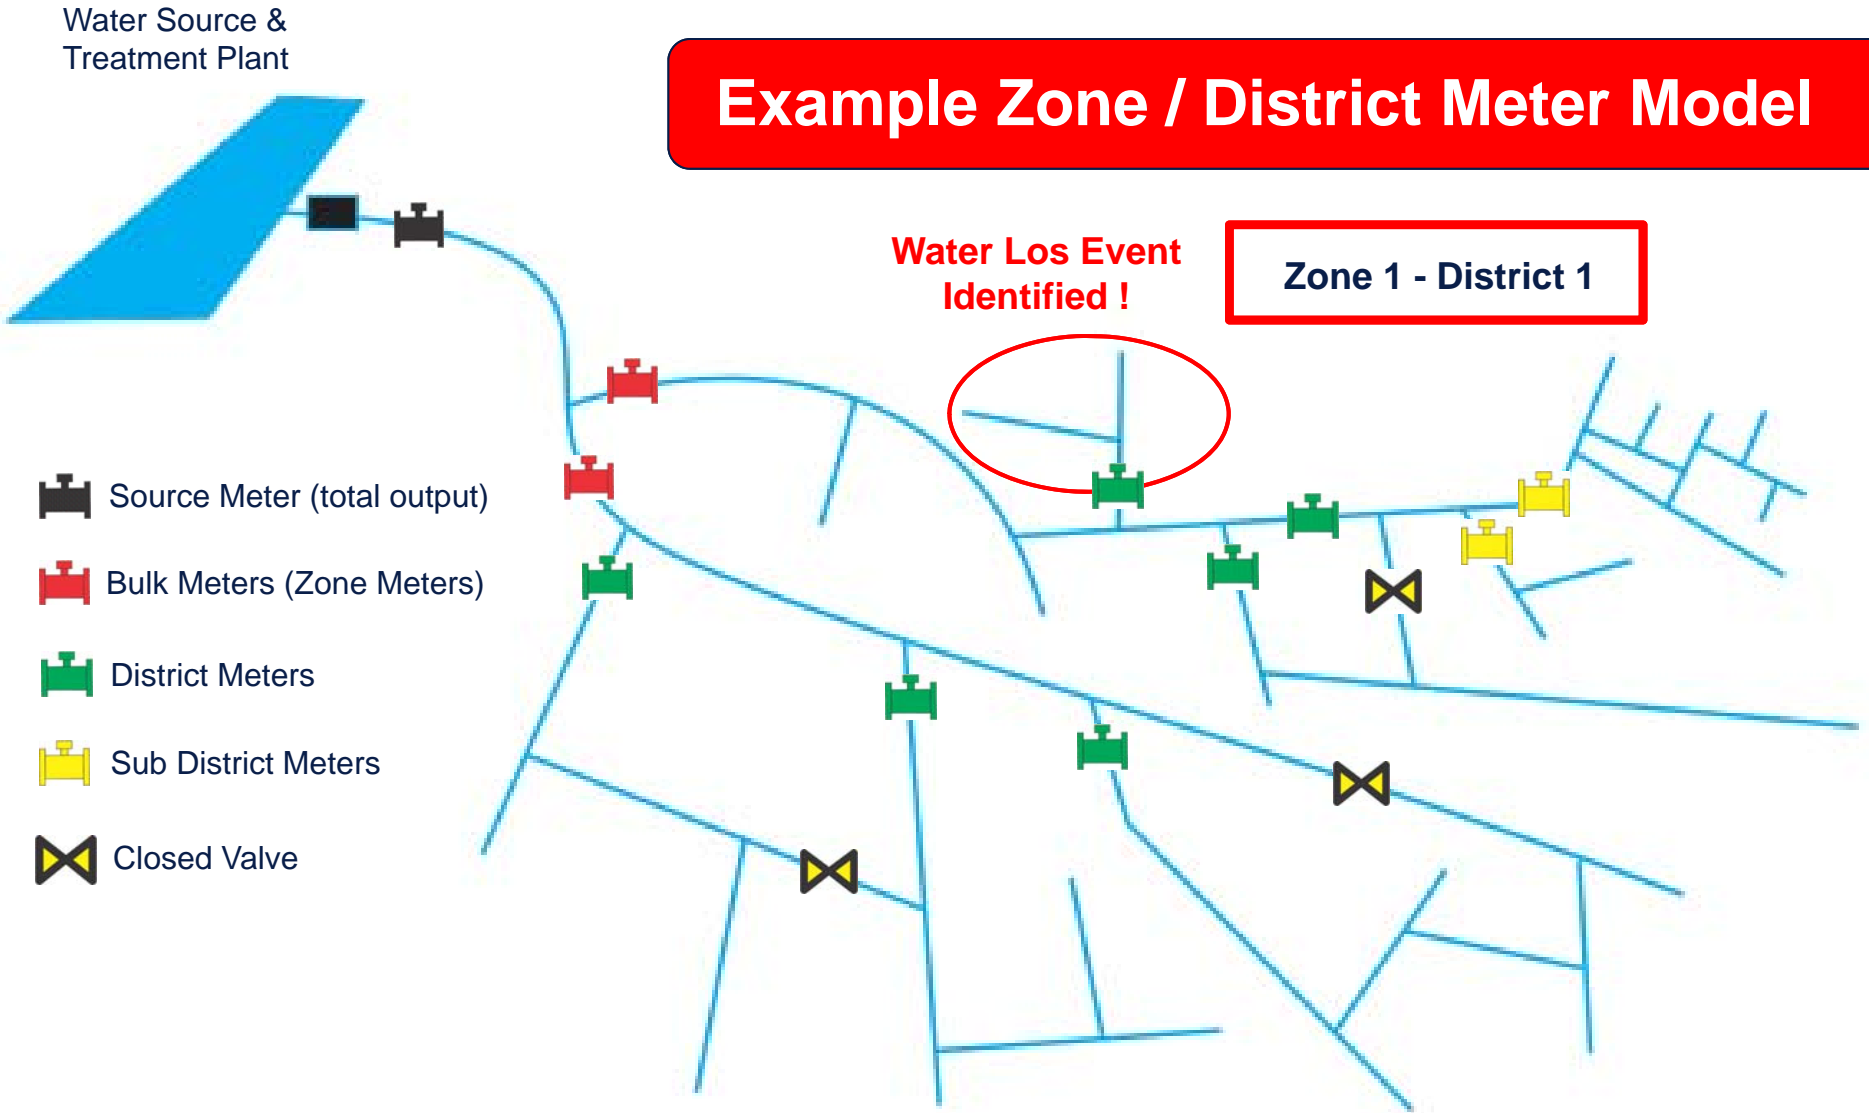 Water Source &
Treatment Plant
Example Zone / District Meter Model
Water Los Event
Identified !
Zone 1 - District 1
Source Meter (total output)
Bulk Meters (Zone Meters)
District Meters
Sub District Meters
Closed Valve